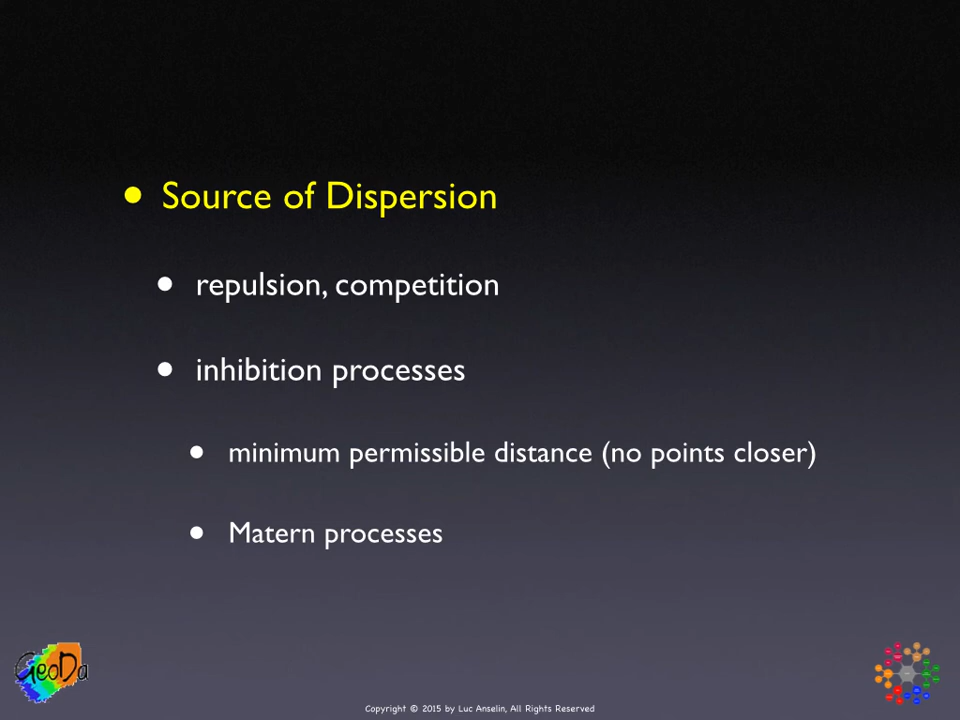 • Source of Dispersion
• repulsion, competition
• inhibition processes
• minimum permissible distance (no points closer)
• Matern processes
GeoDa
Copyright © 2015 by Luc Anselin, All Rights Reserved